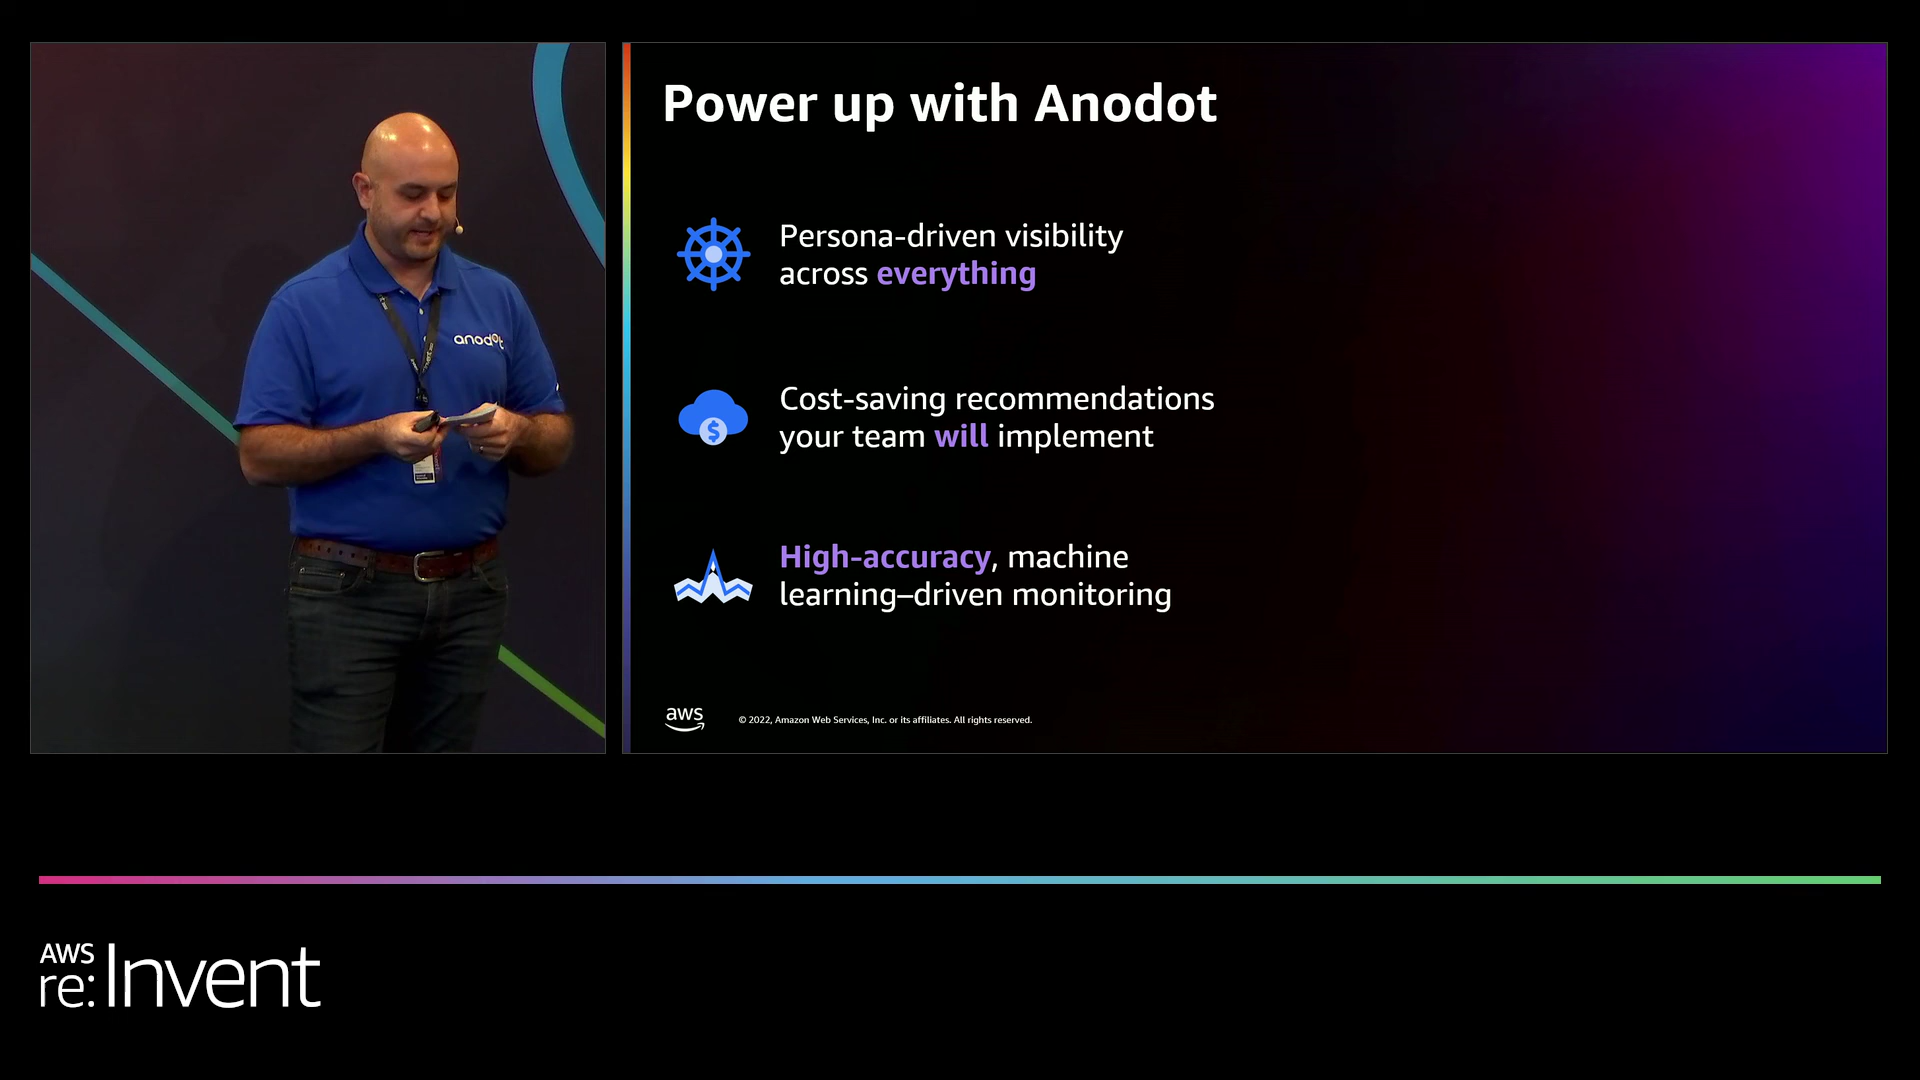 Power up with Anodot
Persona-driven visibility
across everything
Cost-saving recommendations
your team will implement
High-accuracy, machine
learning–driven monitoring
aws
© 2022, Amazon Web Services, Inc. or its affiliates. All rights reserved.
anodot
AWS
re:Invent